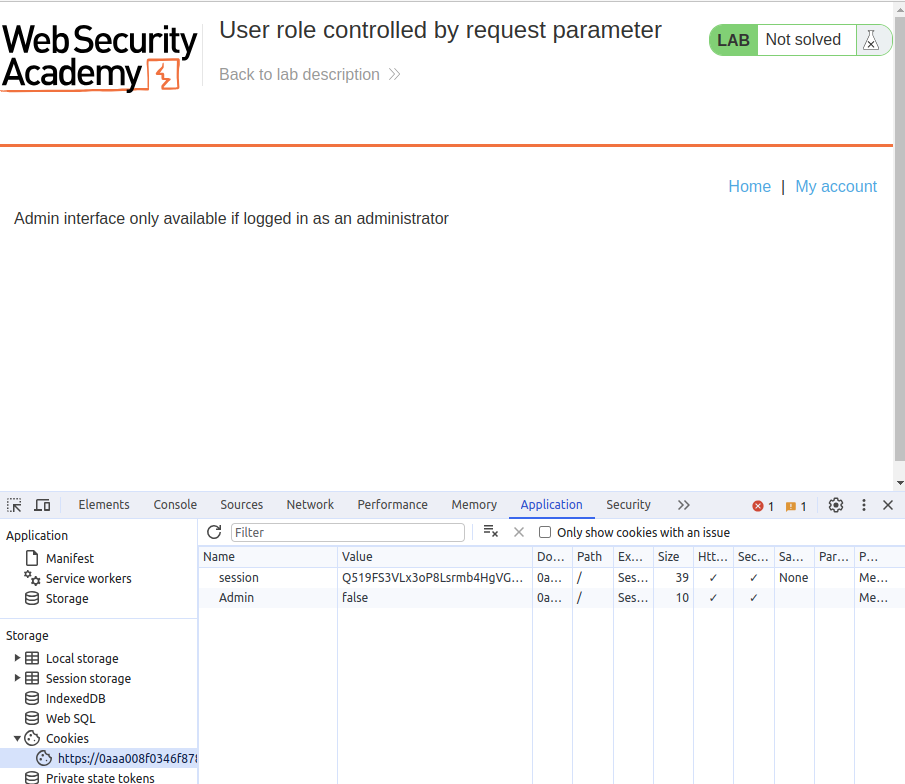 Web Security
Academy
User role controlled by request parameter
Back to lab description
LAB Not solved
Home | My account
Admin interface only available if logged in as an administrator
Elements Console Sources Network Performance Memory Application Security 1 1
Application
Manifest
Service workers
Storage
Storage
Local storage
Session storage
IndexedDB
Web SQL
Cookies
https://0aaa008f0346f878
Private state tokens
Filter Only show cookies with an issue
Name Value Do... Path Ex... Size Htt... Sec... Sa... Par... P...
session Q519FS3VLx3oP8Lsrmb4HgVG... 0a... / Ses... 39 ✓ ✓ None Me...
Admin false 0a... / Ses... 10 ✓ ✓ Me...